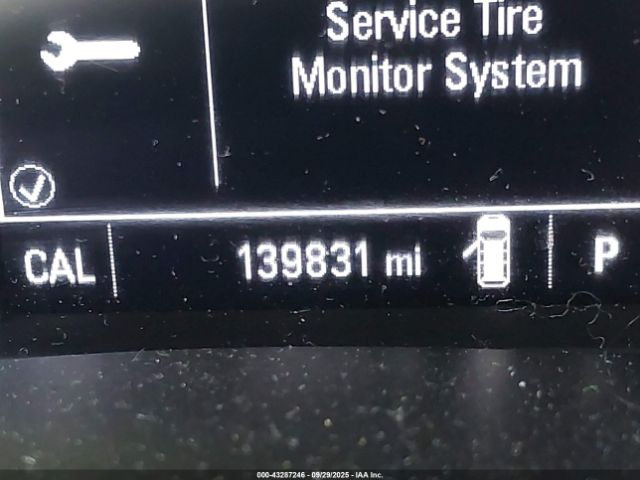 Service Tire
Monitor System
CAL
139831 mi
P
000-43287246 - 09/29/2025 - IAA Inc.